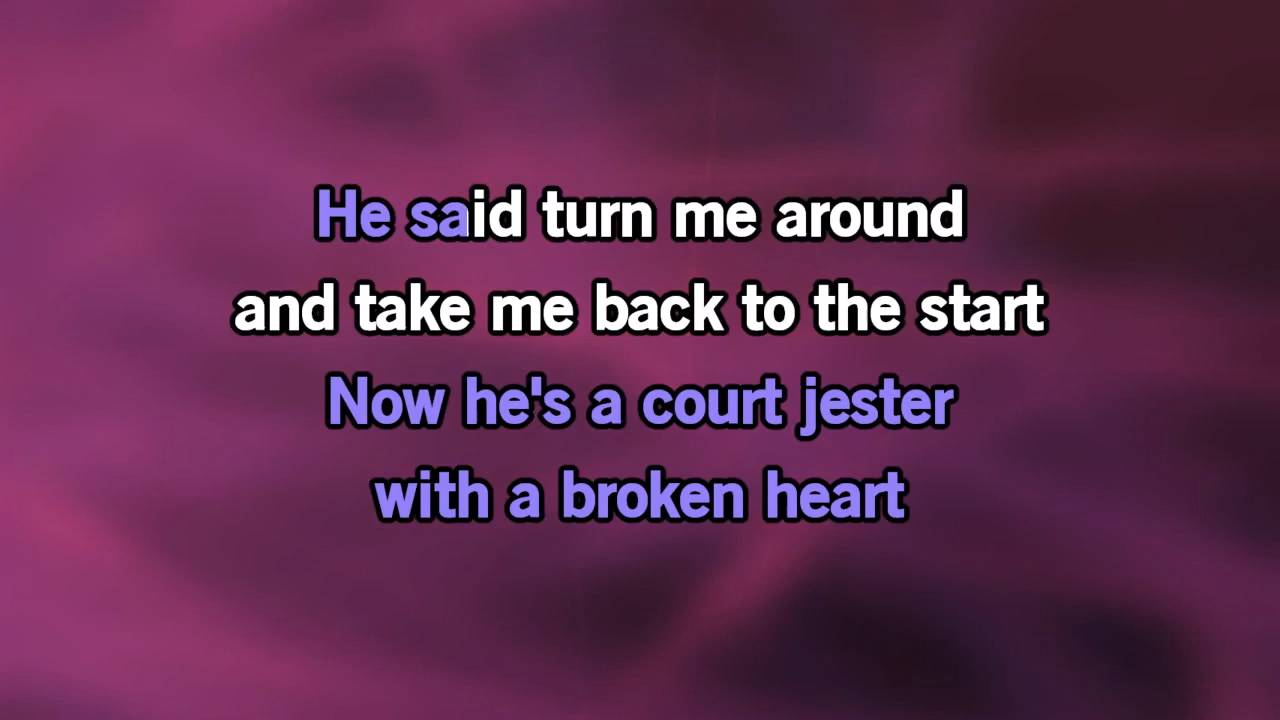 He said turn me around
and take me back to the start
Now he's a court jester
with a broken heart